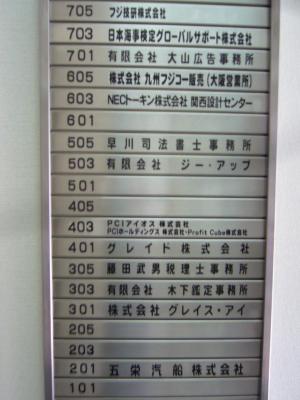 705 フジ技研株式会社
703 日本海事検定グローバルサポート株式会社
701 有限会社 大山広告事務所
605 株式会社 九州フジコー販売(大阪営業所)
603 NECトーキン株式会社 関西設計センター
601
505 早川司法書士事務所
503 有限会社 ジー・アップ
501
405
403 PCIアイオス 株式会社
PCIホールディングス 株式会社・Profit Cube株式会社
401 グレイド株式会社
305 藤田武男税理士事務所
303 有限会社 木下鑑定事務所
301 株式会社 グレイス・アイ
205
203
201 五栄汽船株式会社
101